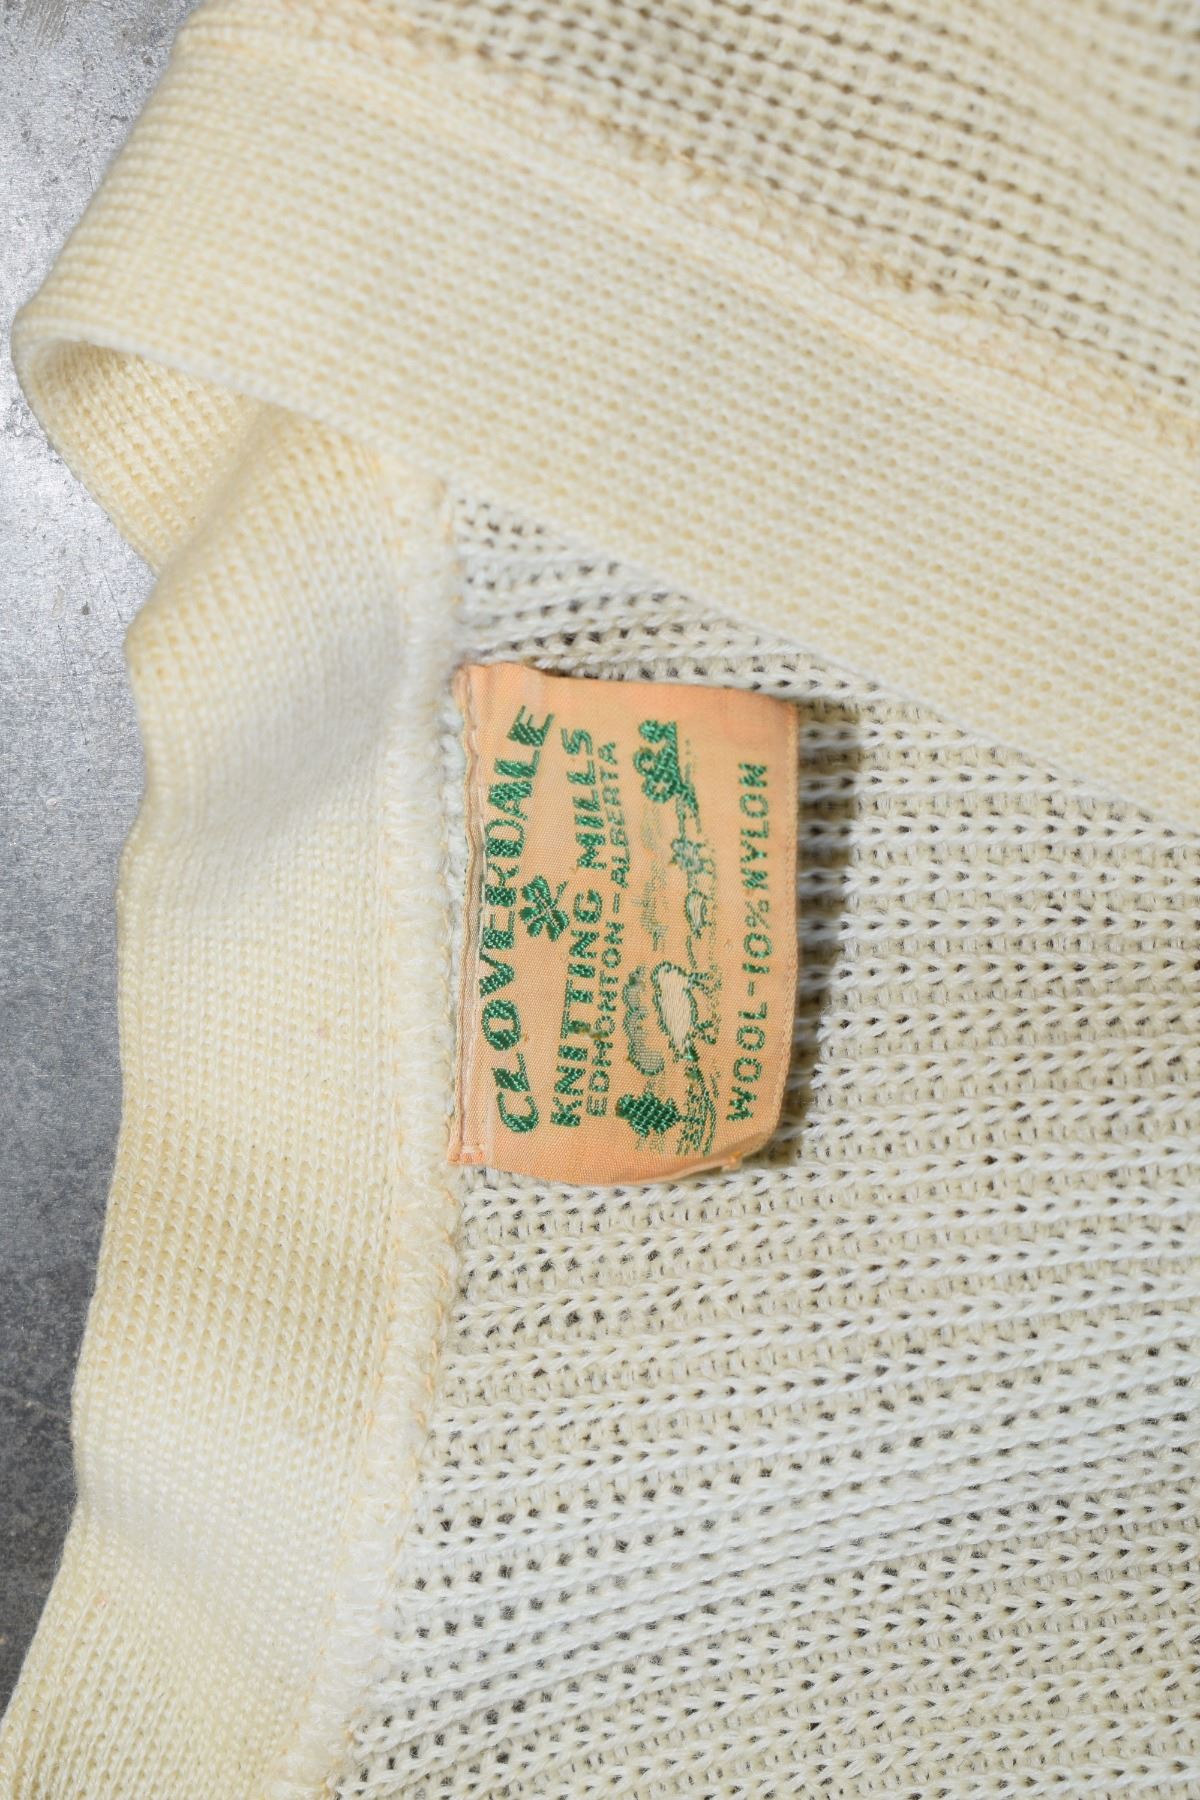 CLOVERDALE
KNITTING MILLS
EDMONTON-ALBERTA
WOOL-10% NYLON